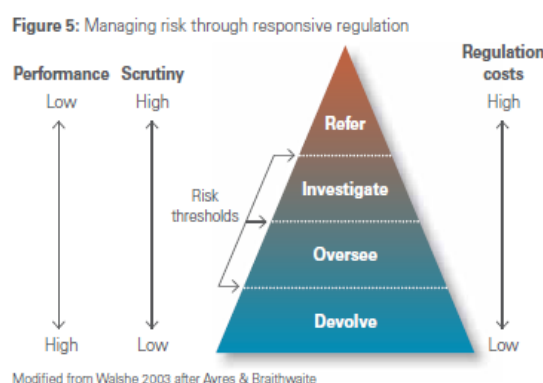 Figure 5: Managing risk through responsive regulation
Performance Scrutiny
Regulation
costs
Low High
High
Refer
Investigate
Risk
thresholds
Oversee
Devolve
High Low
Low
Modified from Walshe 2003 after Ayres & Braithwaite